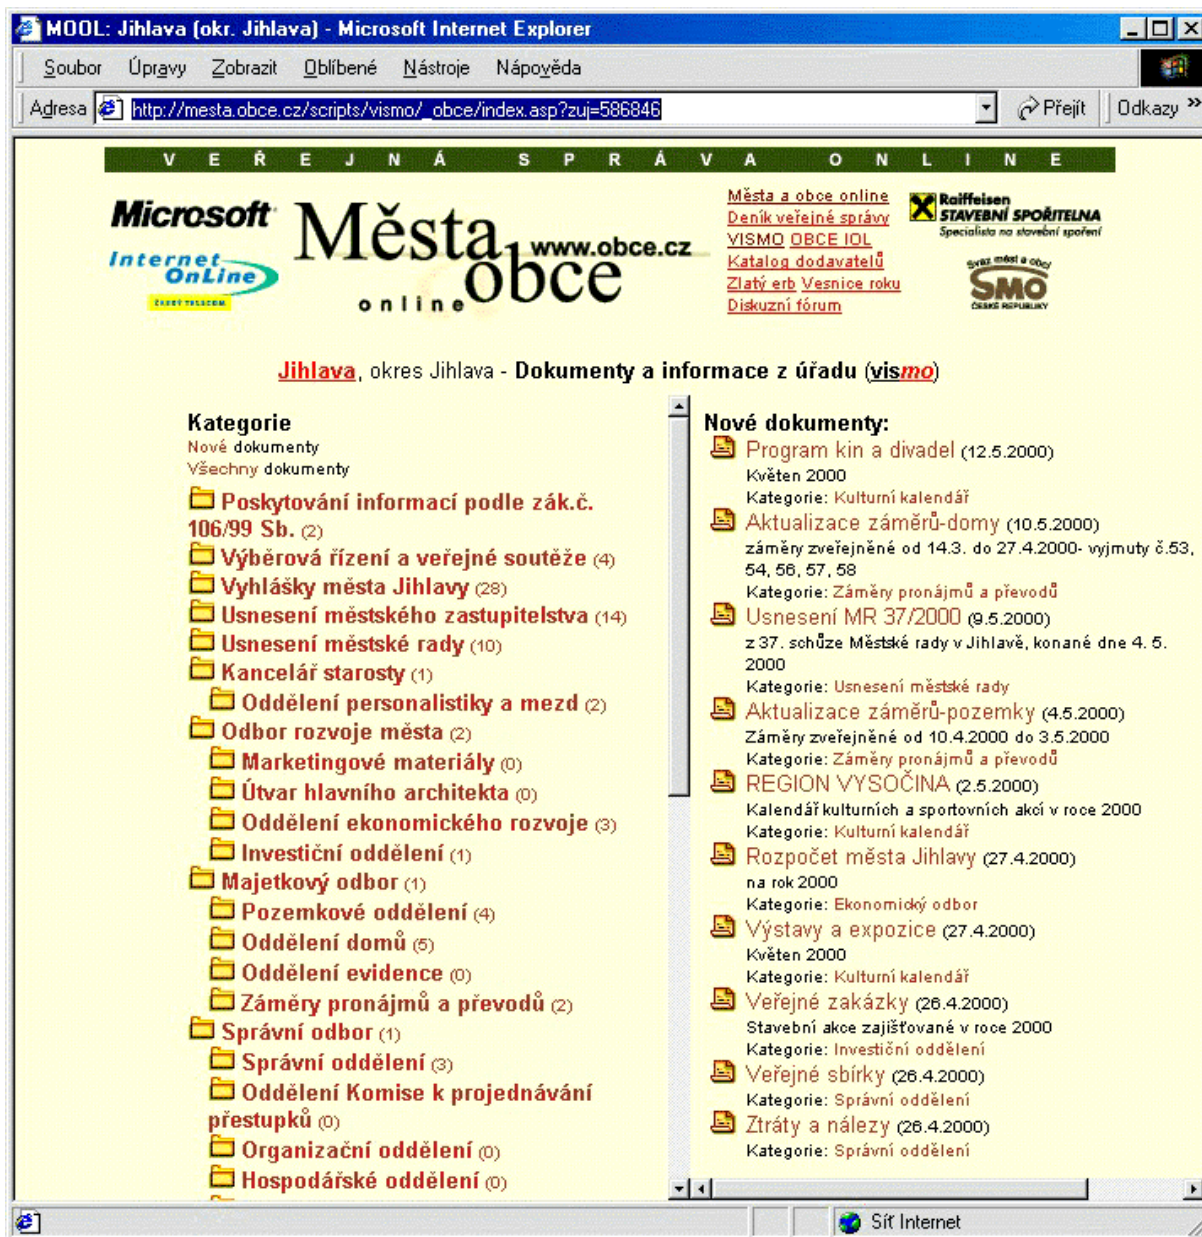 MOOL: Jihlava (okr. Jihlava) - Microsoft Internet Explorer
Soubor Úpravy Zobrazit Oblíbené Nástroje Nápověda
Adresa http://mesta.obce.cz/scripts/vismo/_obce/index.asp?zuj=586846 Přejít Odkazy »
VEŘEJNÁ SPRÁVA ONLINE
Microsoft
Internet
OnLine
ČESKÝ TELECOM
Města
obce
online
www.obce.cz
Města a obce online
Deník veřejné správy
VISMO OBCE IOL
Katalog dodavatelů
Zlatý erb Vesnice roku
Diskuzní fórum
Raiffeisen
STAVEBNÍ SPOŘITELNA
Specialista na stavební spoření
Svaz měst a obcí
SMO
ČESKÉ REPUBLIKY
Jihlava, okres Jihlava - Dokumenty a informace z úřadu (vismo)
Kategorie
Nové dokumenty
Všechny dokumenty
Poskytování informací podle zák.č.
106/99 Sb. (2)
Výběrová řízení a veřejné soutěže (4)
Vyhlášky města Jihlavy (28)
Usnesení městského zastupitelstva (14)
Usnesení městské rady (10)
Kancelář starosty (1)
Oddělení personalistiky a mezd (2)
Odbor rozvoje města (2)
Marketingové materiály (0)
Útvar hlavního architekta (0)
Oddělení ekonomického rozvoje (3)
Investiční oddělení (1)
Majetkový odbor (1)
Pozemkové oddělení (4)
Oddělení domů (5)
Oddělení evidence (0)
Záměry pronájmů a převodů (2)
Správní odbor (1)
Správní oddělení (3)
Oddělení Komise k projednávání
přestupků (0)
Organizační oddělení (0)
Hospodářské oddělení (0)
Nové dokumenty:
Program kin a divadel (12.5.2000)
Květen 2000
Kategorie: Kulturní kalendář
Aktualizace záměrů-domy (10.5.2000)
záměry zveřejněné od 14.3. do 27.4.2000- vyjmuty č.53,
54, 56, 57, 58
Kategorie: Záměry pronájmů a převodů
Usnesení MR 37/2000 (9.5.2000)
z 37. schůze Městské rady v Jihlavě, konané dne 4. 5.
2000
Kategorie: Usnesení městské rady
Aktualizace záměrů-pozemky (4.5.2000)
Záměry zveřejněné od 10.4.2000 do 3.5.2000
Kategorie: Záměry pronájmů a převodů
REGION VYSOČINA (2.5.2000)
Kalendář kulturních a sportovních akcí v roce 2000
Kategorie: Kulturní kalendář
Rozpočet města Jihlavy (27.4.2000)
na rok 2000
Kategorie: Ekonomický odbor
Výstavy a expozice (27.4.2000)
Květen 2000
Kategorie: Kulturní kalendář
Veřejné zakázky (26.4.2000)
Stavební akce zajišťované v roce 2000
Kategorie: Investiční oddělení
Veřejné sbírky (26.4.2000)
Kategorie: Správní oddělení
Ztráty a nálezy (26.4.2000)
Kategorie: Správní oddělení
Síť Internet